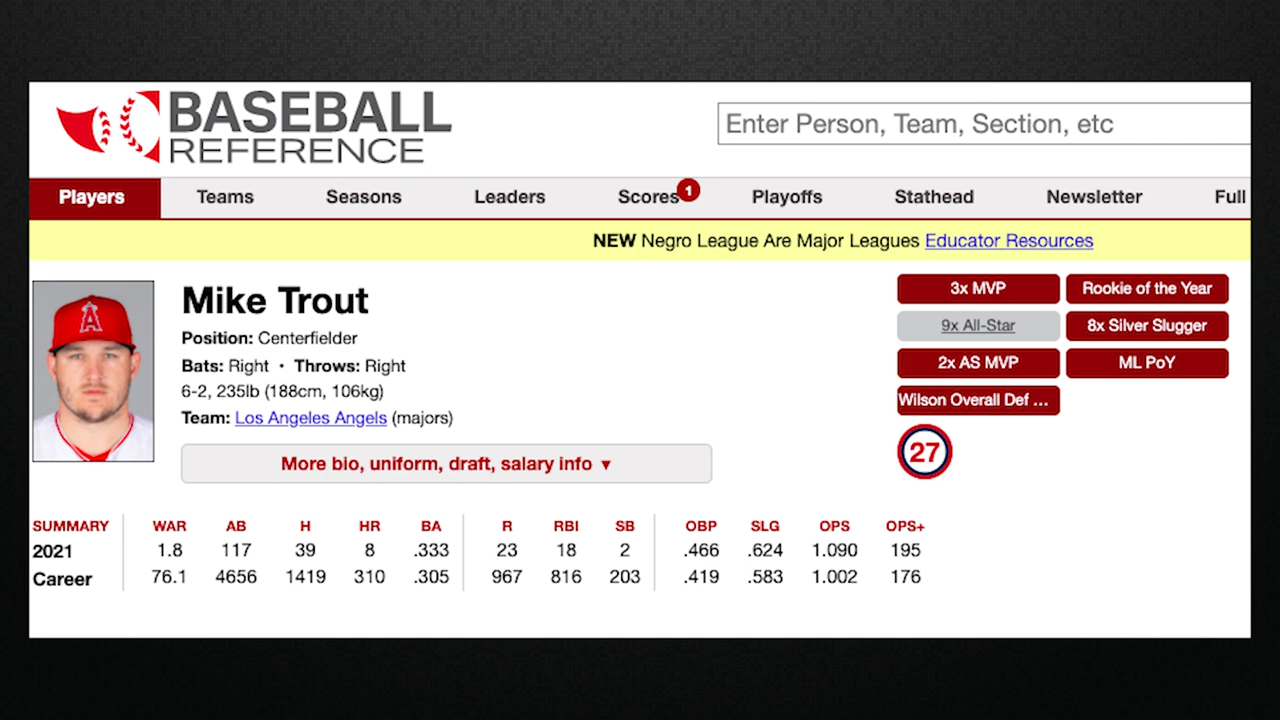 BASEBALL
REFERENCE
Enter Person, Team, Section, etc
Players Teams Seasons Leaders Scores 1 Playoffs Stathead Newsletter Full
NEW Negro League Are Major Leagues Educator Resources
A
Mike Trout
Position: Centerfielder
Bats: Right • Throws: Right
6-2, 235lb (188cm, 106kg)
Team: Los Angeles Angels (majors)
More bio, uniform, draft, salary info ▼
3x MVP Rookie of the Year
9x All-Star 8x Silver Slugger
2x AS MVP ML PoY
Wilson Overall Def ...
27
SUMMARY WAR AB H HR BA R RBI SB OBP SLG OPS OPS+
2021 1.8 117 39 8 .333 23 18 2 .466 .624 1.090 195
Career 76.1 4656 1419 310 .305 967 816 203 .419 .583 1.002 176